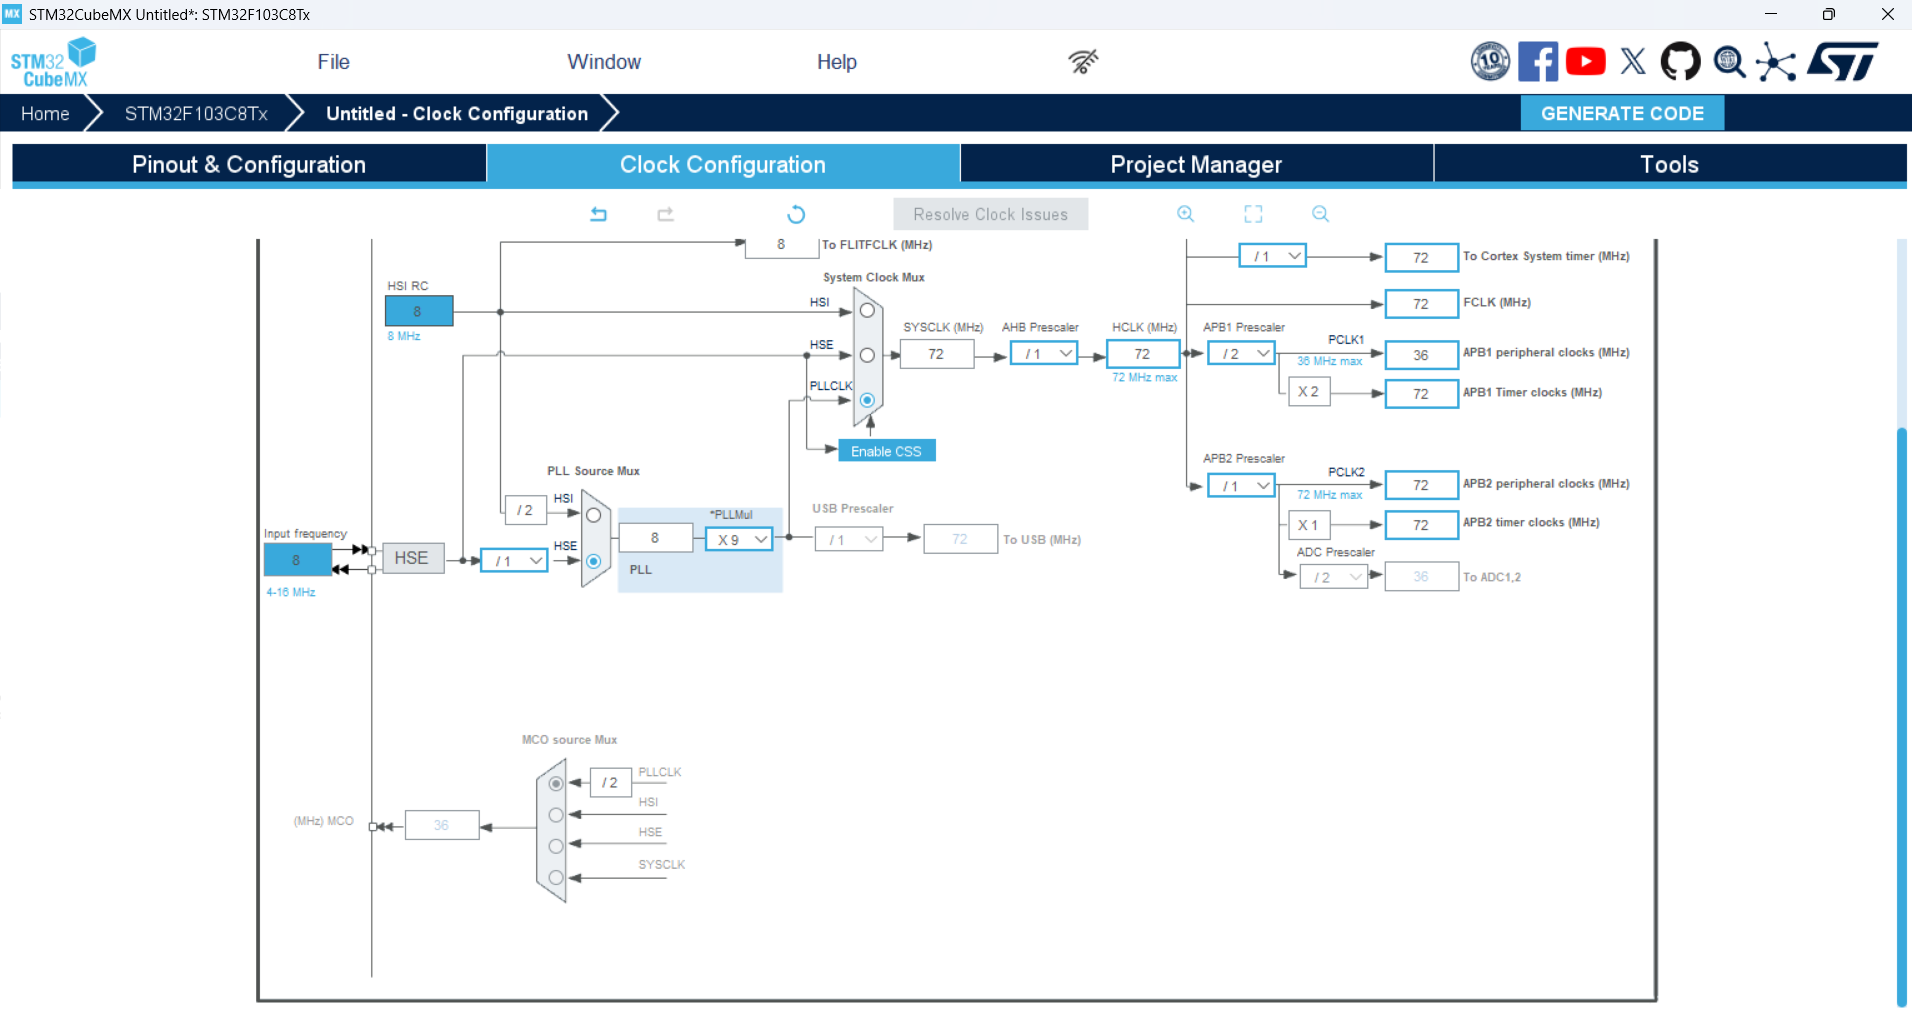 MX STM32CubeMX Untitled*: STM32F103C8Tx
STM32 CubeMX
File Window Help
10 YEARS
Home STM32F103C8Tx Untitled - Clock Configuration GENERATE CODE
Pinout & Configuration Clock Configuration Project Manager Tools
Resolve Clock Issues
8 To FLITFCLK (MHz)
/ 1 72 To Cortex System timer (MHz)
System Clock Mux
HSI RC
8
8 MHz
HSI
72 FCLK (MHz)
SYSCLK (MHz) AHB Prescaler HCLK (MHz) APB1 Prescaler
HSE
72 / 1 72 / 2
PCLK1
36 MHz max
36 APB1 peripheral clocks (MHz)
72 MHz max
PLLCLK
X 2 72 APB1 Timer clocks (MHz)
Enable CSS
APB2 Prescaler
PLL Source Mux
PCLK2
/ 1 72 APB2 peripheral clocks (MHz)
72 MHz max
HSI
/ 2
*PLLMul
USB Prescaler
X 1 72 APB2 timer clocks (MHz)
Input frequency
8
HSE
/ 1
HSE
8 X 9
/ 1 72 To USB (MHz)
ADC Prescaler
PLL
/ 2 36 To ADC1,2
4-16 MHz
MCO source Mux
/ 2 PLLCLK
HSI
(MHz) MCO 36
HSE
SYSCLK